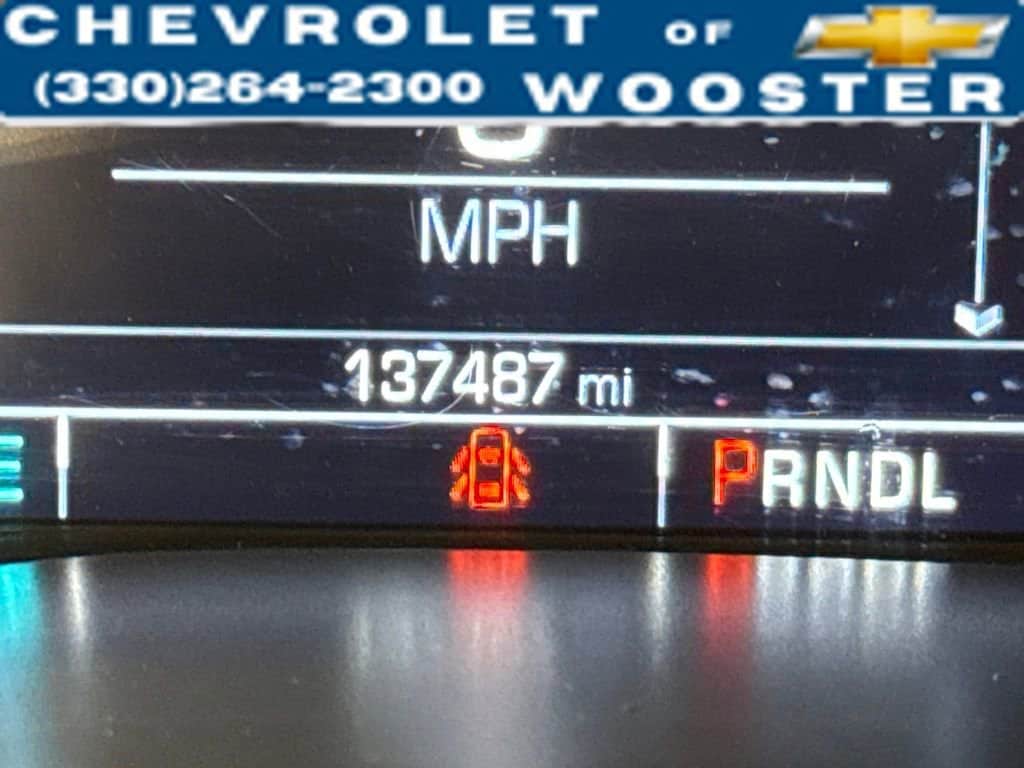 CHEVROLET OF
(330)264-2300 WOOSTER
MPH
137487 mi
PRNDL